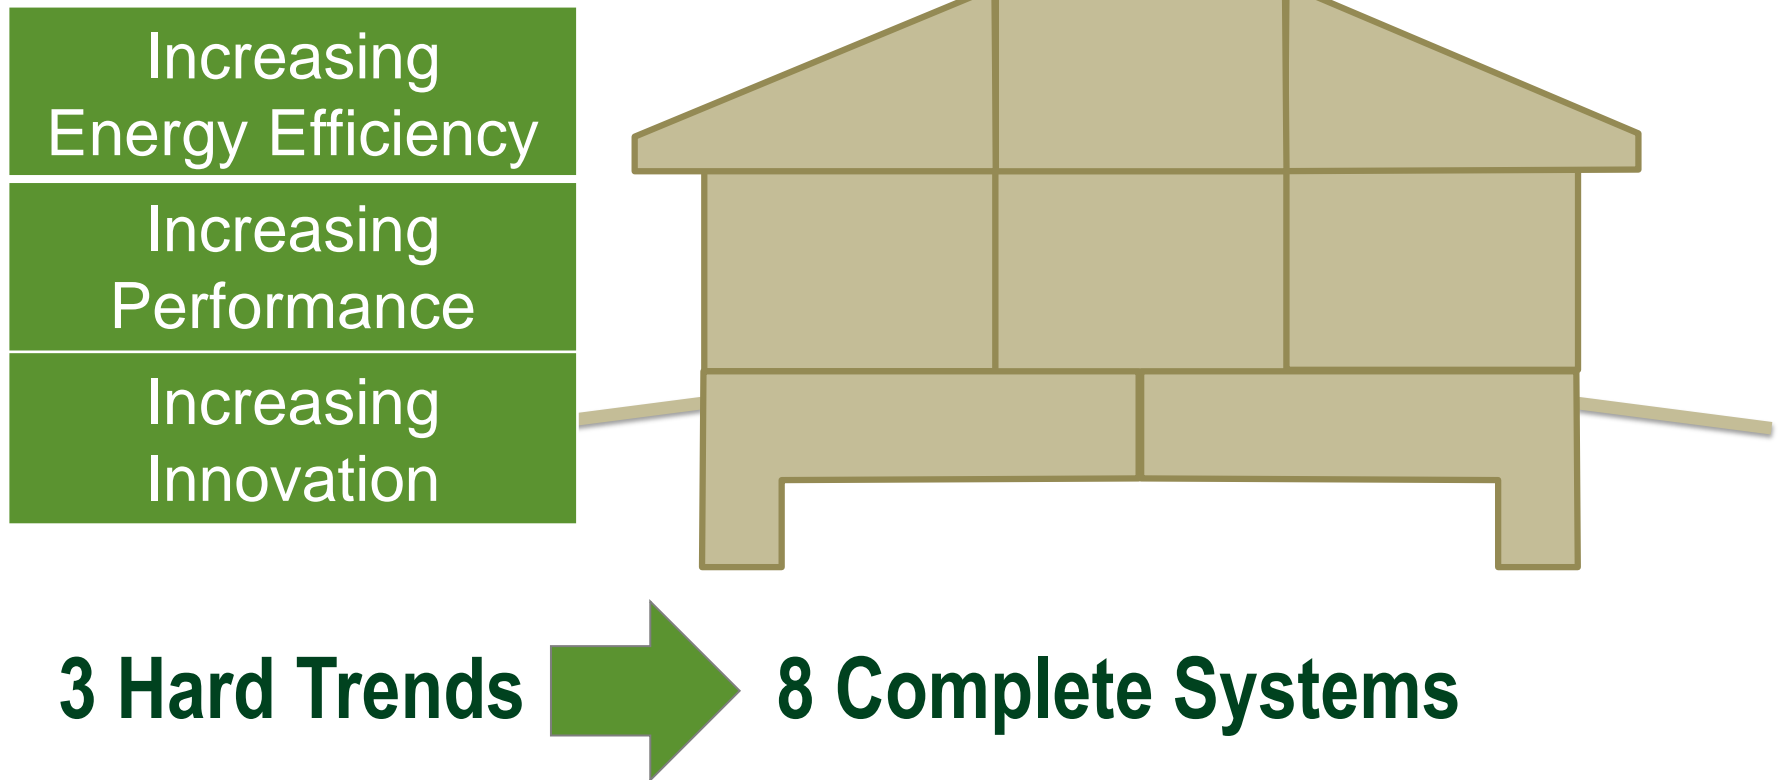 Increasing
Energy Efficiency
Increasing
Performance
Increasing
Innovation
3 Hard Trends
8 Complete Systems